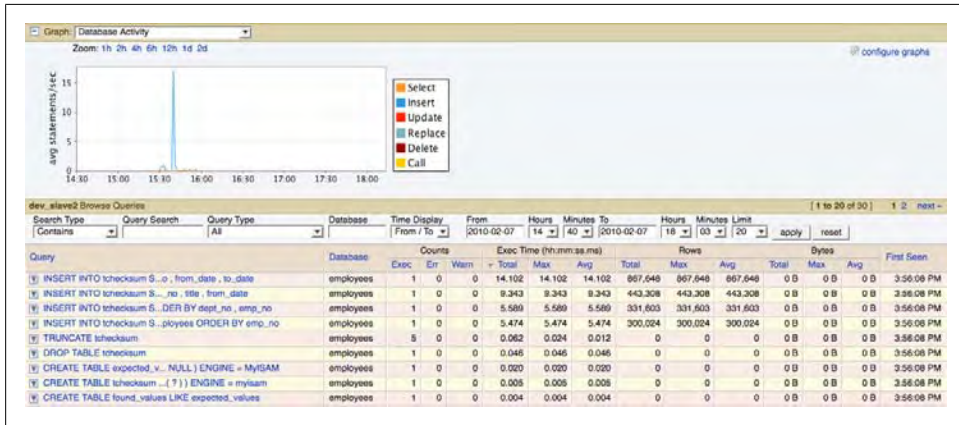 Graph: Database Activity
Zoom: 1h 2h 4h 6h 12h 1d 2d
configure graphs
avg statements/sec
15
10
5
0
14:30 15:00 15:30 16:00 16:30 17:00 17:30 18:00
Select
Insert
Update
Replace
Delete
Call
dev_slave2 Browse Queries [1 to 20 of 30] 1 2 next »
Search Type Query Search Query Type Database Time Display From Hours Minutes To Hours Minutes Limit
Contains All From / To 2010-02-07 14 40 2010-02-07 18 03 20 apply reset
Query Database Counts Exec Time (hh:mm:ss.ms) Rows Bytes First Seen
Exec Err Warn Total Max Avg Total Max Avg Total Max Avg
INSERT INTO tchecksum S...o , from_date , to_date employees 1 0 0 14.102 14.102 14.102 867,648 867,648 867,648 0 B 0 B 0 B 3:56:08 PM
INSERT INTO tchecksum S..._no , title , from_date employees 1 0 0 9.343 9.343 9.343 443,308 443,308 443,308 0 B 0 B 0 B 3:56:08 PM
INSERT INTO tchecksum S...DER BY dept_no , emp_no employees 1 0 0 5.589 5.589 5.589 331,603 331,603 331,603 0 B 0 B 0 B 3:56:08 PM
INSERT INTO tchecksum S...ployees ORDER BY emp_no employees 1 0 0 5.474 5.474 5.474 300,024 300,024 300,024 0 B 0 B 0 B 3:56:08 PM
TRUNCATE tchecksum employees 5 0 0 0.062 0.024 0.012 0 0 0 0 B 0 B 0 B 3:56:08 PM
DROP TABLE tchecksum employees 1 0 0 0.046 0.046 0.046 0 0 0 0 B 0 B 0 B 3:56:08 PM
CREATE TABLE expected_v... NULL ) ENGINE = MyISAM employees 1 0 0 0.020 0.020 0.020 0 0 0 0 B 0 B 0 B 3:56:08 PM
CREATE TABLE tchecksum ...( ? ) ) ENGINE = myisam employees 1 0 0 0.005 0.005 0.005 0 0 0 0 B 0 B 0 B 3:56:08 PM
CREATE TABLE found_values LIKE expected_values employees 1 0 0 0.004 0.004 0.004 0 0 0 0 B 0 B 0 B 3:56:08 PM